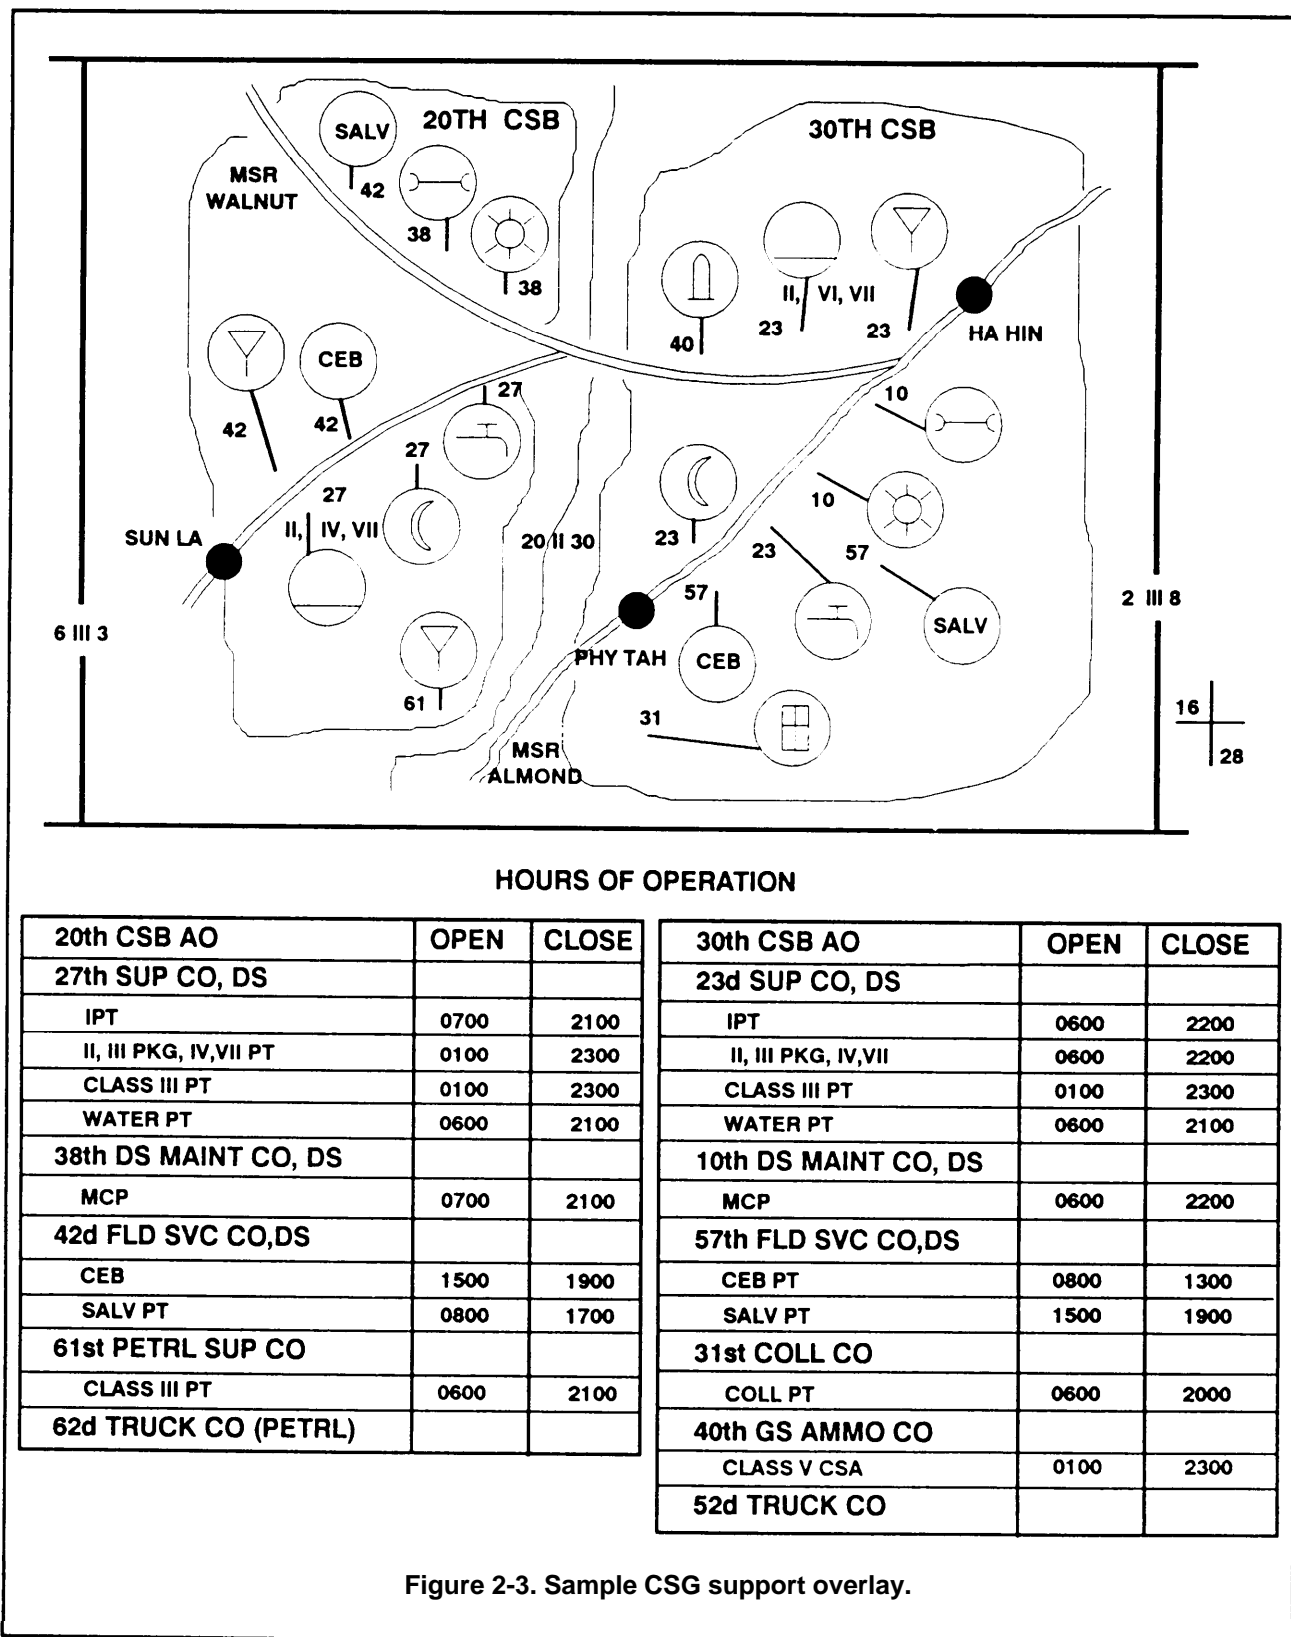 20TH CSB
30TH CSB
SALV
42
MSR
WALNUT
38
38
II, VI, VII
40
23
23
HA HIN
CEB
42
42
27
10
27
27
II, IV, VII
SUN LA
20 II 30
23
10
23
57
57
6 III 3
2 III 8
PHY TAH
CEB
SALV
61
31
16
28
MSR
ALMOND
HOURS OF OPERATION
20th CSB AO OPEN CLOSE
27th SUP CO, DS
IPT 0700 2100
II, III PKG, IV,VII PT 0100 2300
CLASS III PT 0100 2300
WATER PT 0600 2100
38th DS MAINT CO, DS
MCP 0700 2100
42d FLD SVC CO,DS
CEB 1500 1900
SALV PT 0800 1700
61st PETRL SUP CO
CLASS III PT 0600 2100
62d TRUCK CO (PETRL)
30th CSB AO OPEN CLOSE
23d SUP CO, DS
IPT 0600 2200
II, III PKG, IV,VII 0600 2200
CLASS III PT 0100 2300
WATER PT 0600 2100
10th DS MAINT CO, DS
MCP 0600 2200
57th FLD SVC CO,DS
CEB PT 0800 1300
SALV PT 1500 1900
31st COLL CO
COLL PT 0600 2000
40th GS AMMO CO
CLASS V CSA 0100 2300
52d TRUCK CO
Figure 2-3. Sample CSG support overlay.